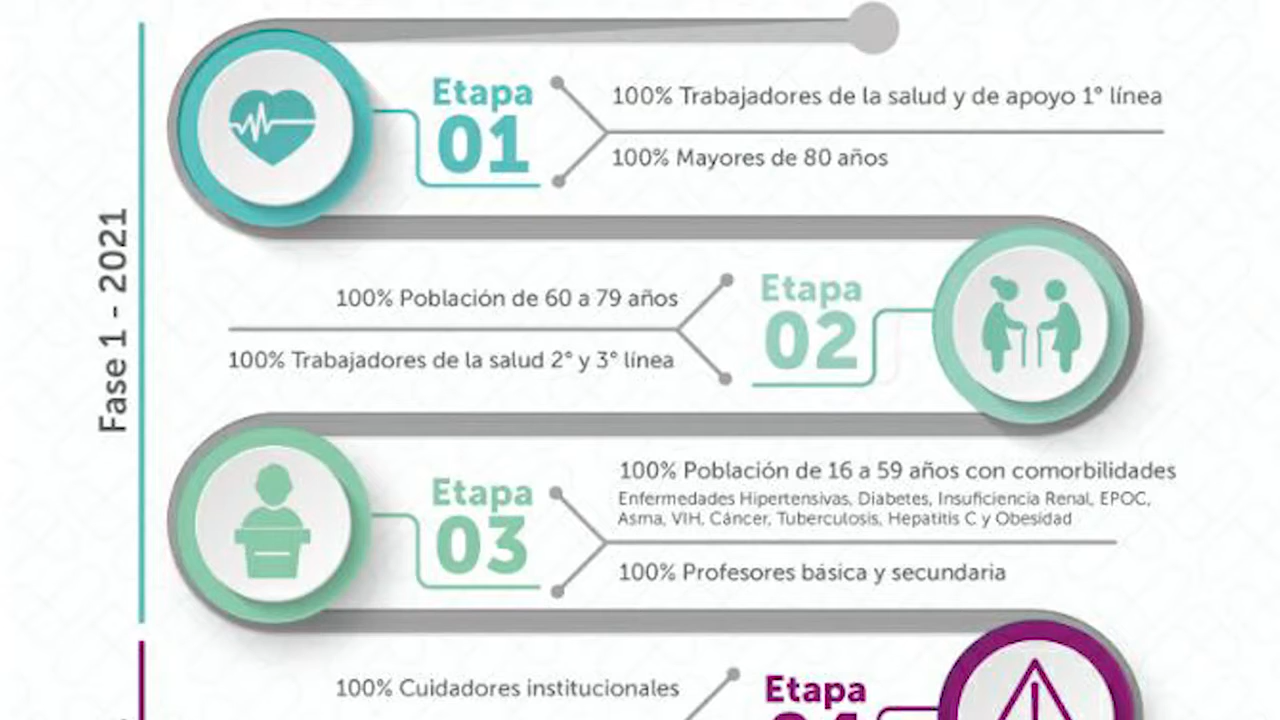 Fase 1 - 2021
Etapa
01
100% Trabajadores de la salud y de apoyo 1° línea
100% Mayores de 80 años
100% Población de 60 a 79 años
100% Trabajadores de la salud 2° y 3° línea
Etapa
02
Etapa
03
100% Población de 16 a 59 años con comorbilidades
Enfermedades Hipertensivas, Diabetes, Insuficiencia Renal, EPOC,
Asma, VIH, Cáncer, Tuberculosis, Hepatitis C y Obesidad
100% Profesores básica y secundaria
100% Cuidadores institucionales
Etapa